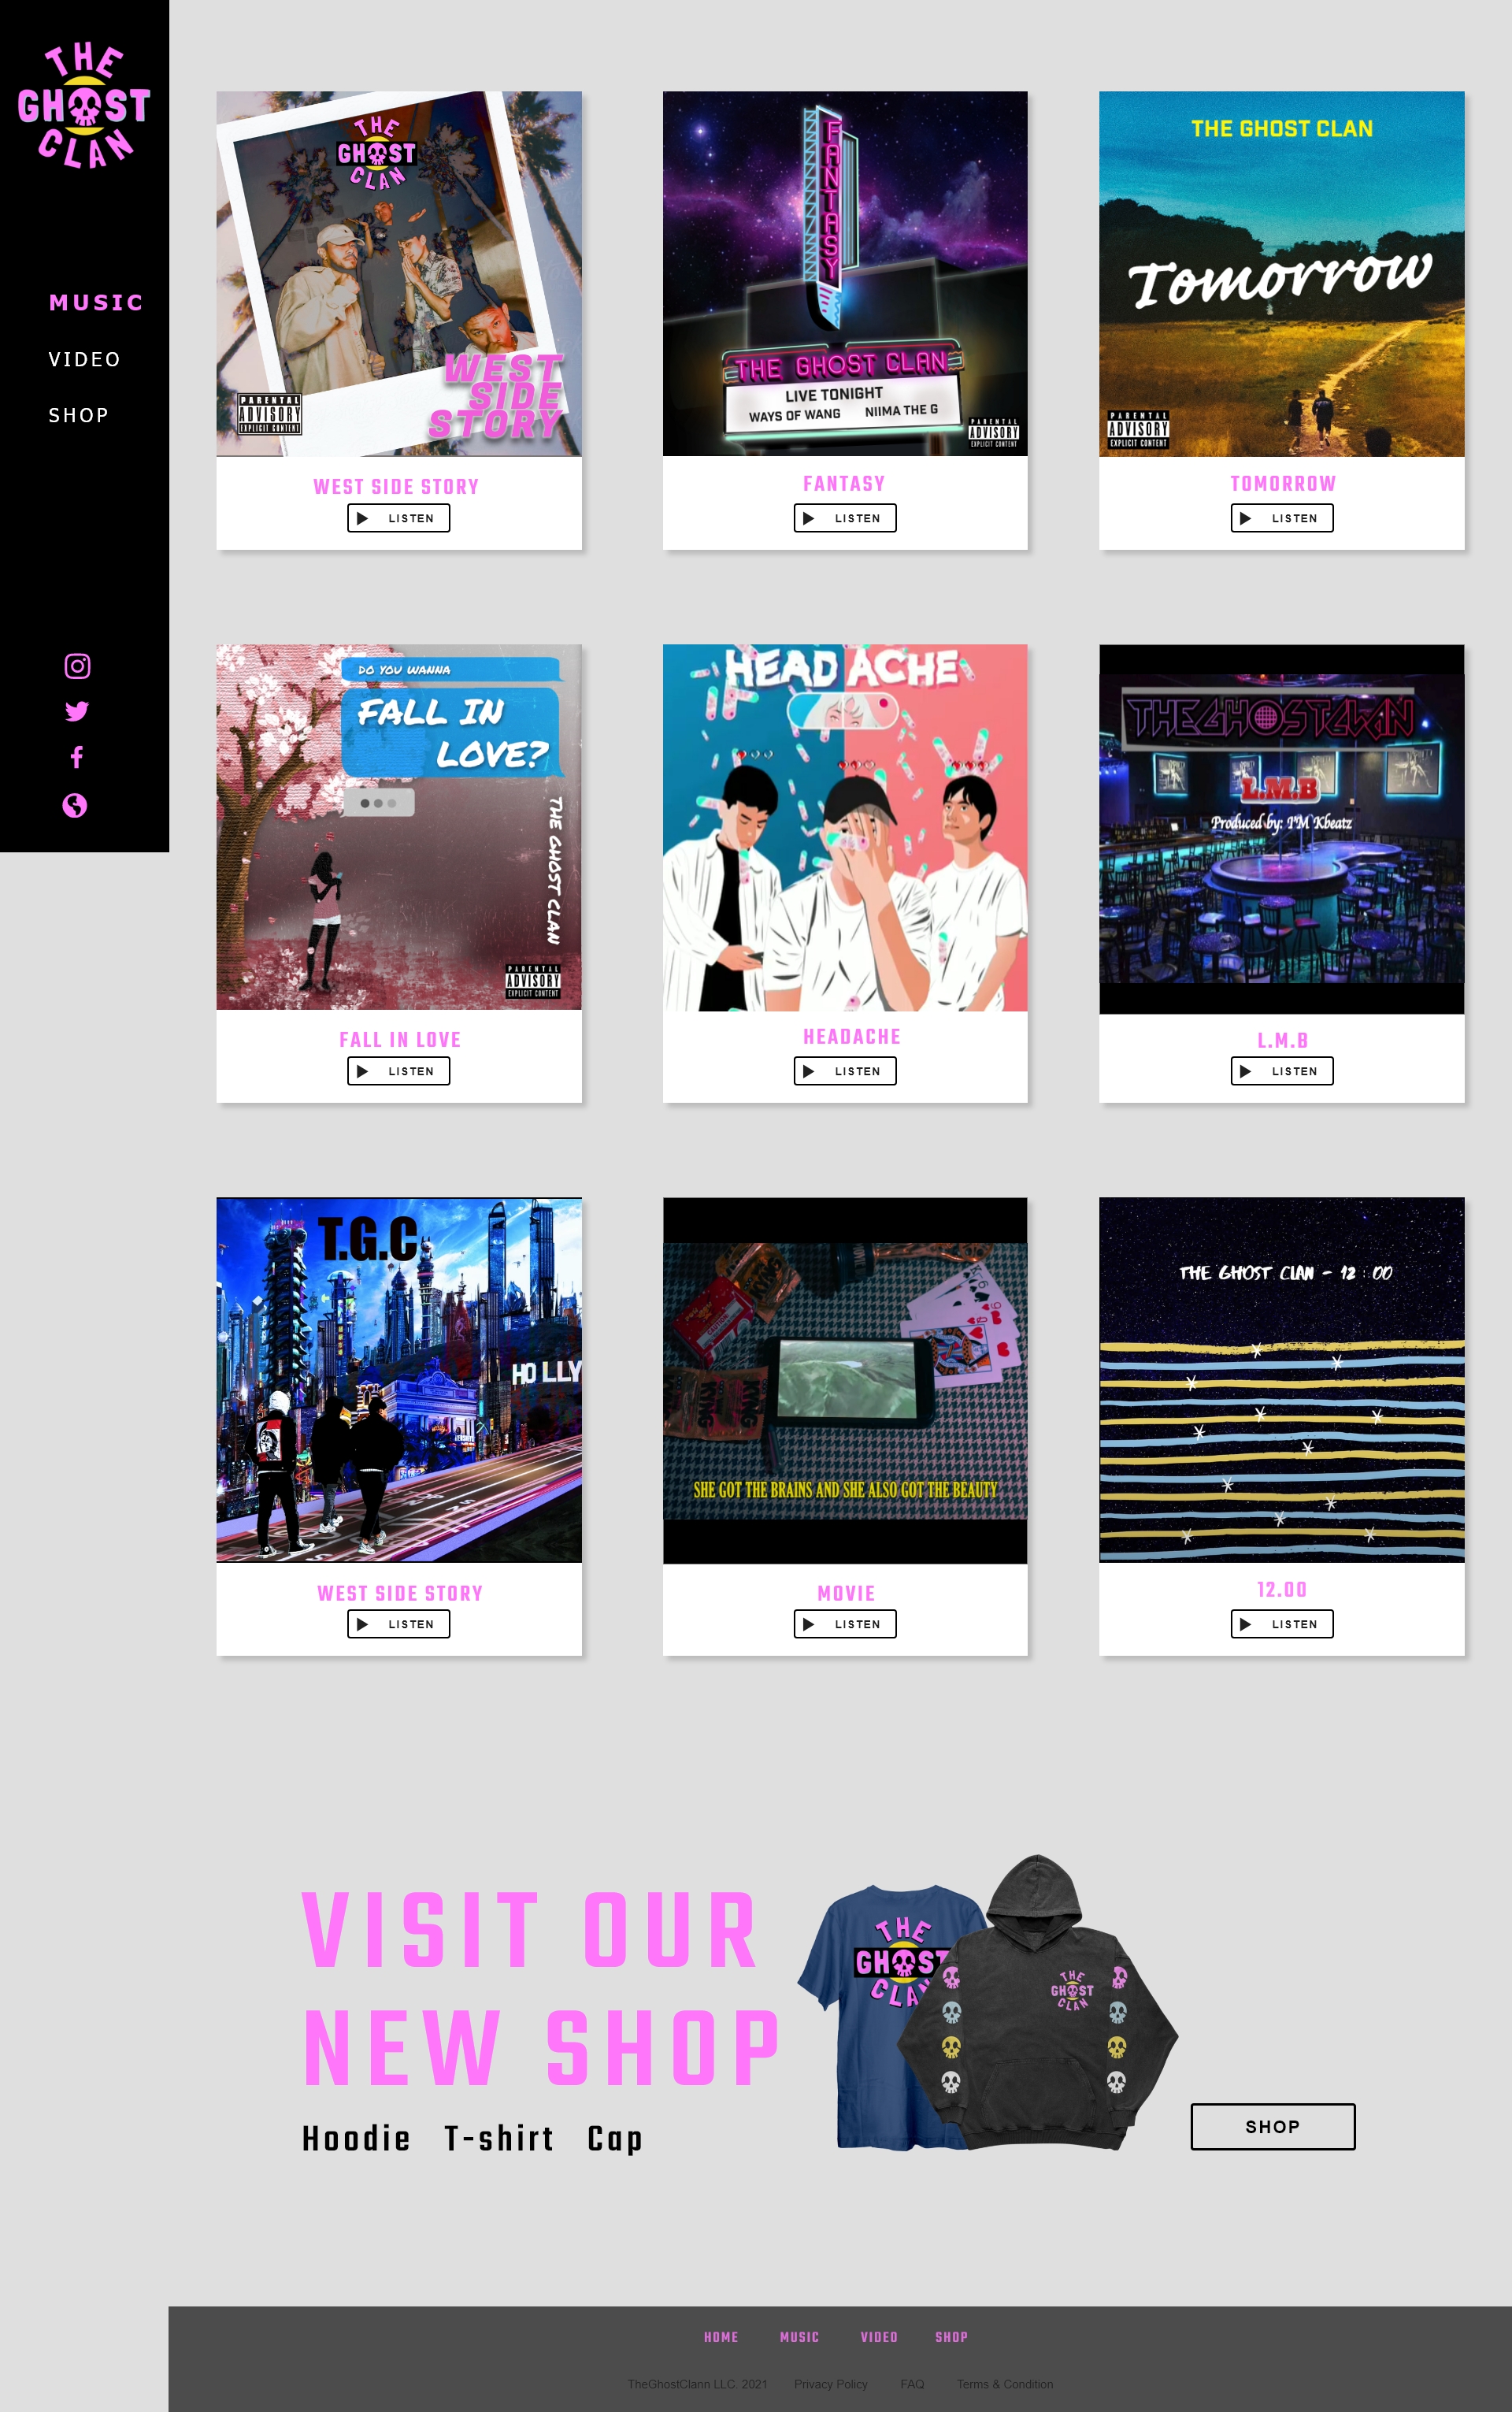 THE
GHOST
CLAN
MUSIC
VIDEO
SHOP
THE
GHOST
CLAN
WEST
SIDE
STORY
PARENTAL
ADVISORY
EXPLICIT CONTENT
WEST SIDE STORY
LISTEN
FANTASY
THE GHOST CLAN
LIVE TONIGHT
WAYS OF WANG NIIMA THE G
PARENTAL
ADVISORY
EXPLICIT CONTENT
FANTASY
LISTEN
THE GHOST CLAN
Tomorrow
PARENTAL
ADVISORY
EXPLICIT CONTENT
TOMORROW
LISTEN
DO YOU WANNA
FALL IN
LOVE?
THE GHOST CLAN
PARENTAL
ADVISORY
EXPLICIT CONTENT
FALL IN LOVE
LISTEN
HEAD ACHE
HEADACHE
LISTEN
THEGHOSTCLAN
L.M.B
Produced by: I'M Kbeatz
L.M.B
LISTEN
T.G.C
HOLLY
WEST SIDE STORY
LISTEN
KING
KING
SHE GOT THE BRAINS AND SHE ALSO GOT THE BEAUTY
MOVIE
LISTEN
THE GHOST CLAN - 12 : 00
12.00
LISTEN
VISIT OUR
NEW SHOP
Hoodie T-shirt Cap
THE
GHOST
CLAN
THE
GHOST
CLAN
SHOP
HOME MUSIC VIDEO SHOP
TheGhostClann LLC. 2021 Privacy Policy FAQ Terms & Condition